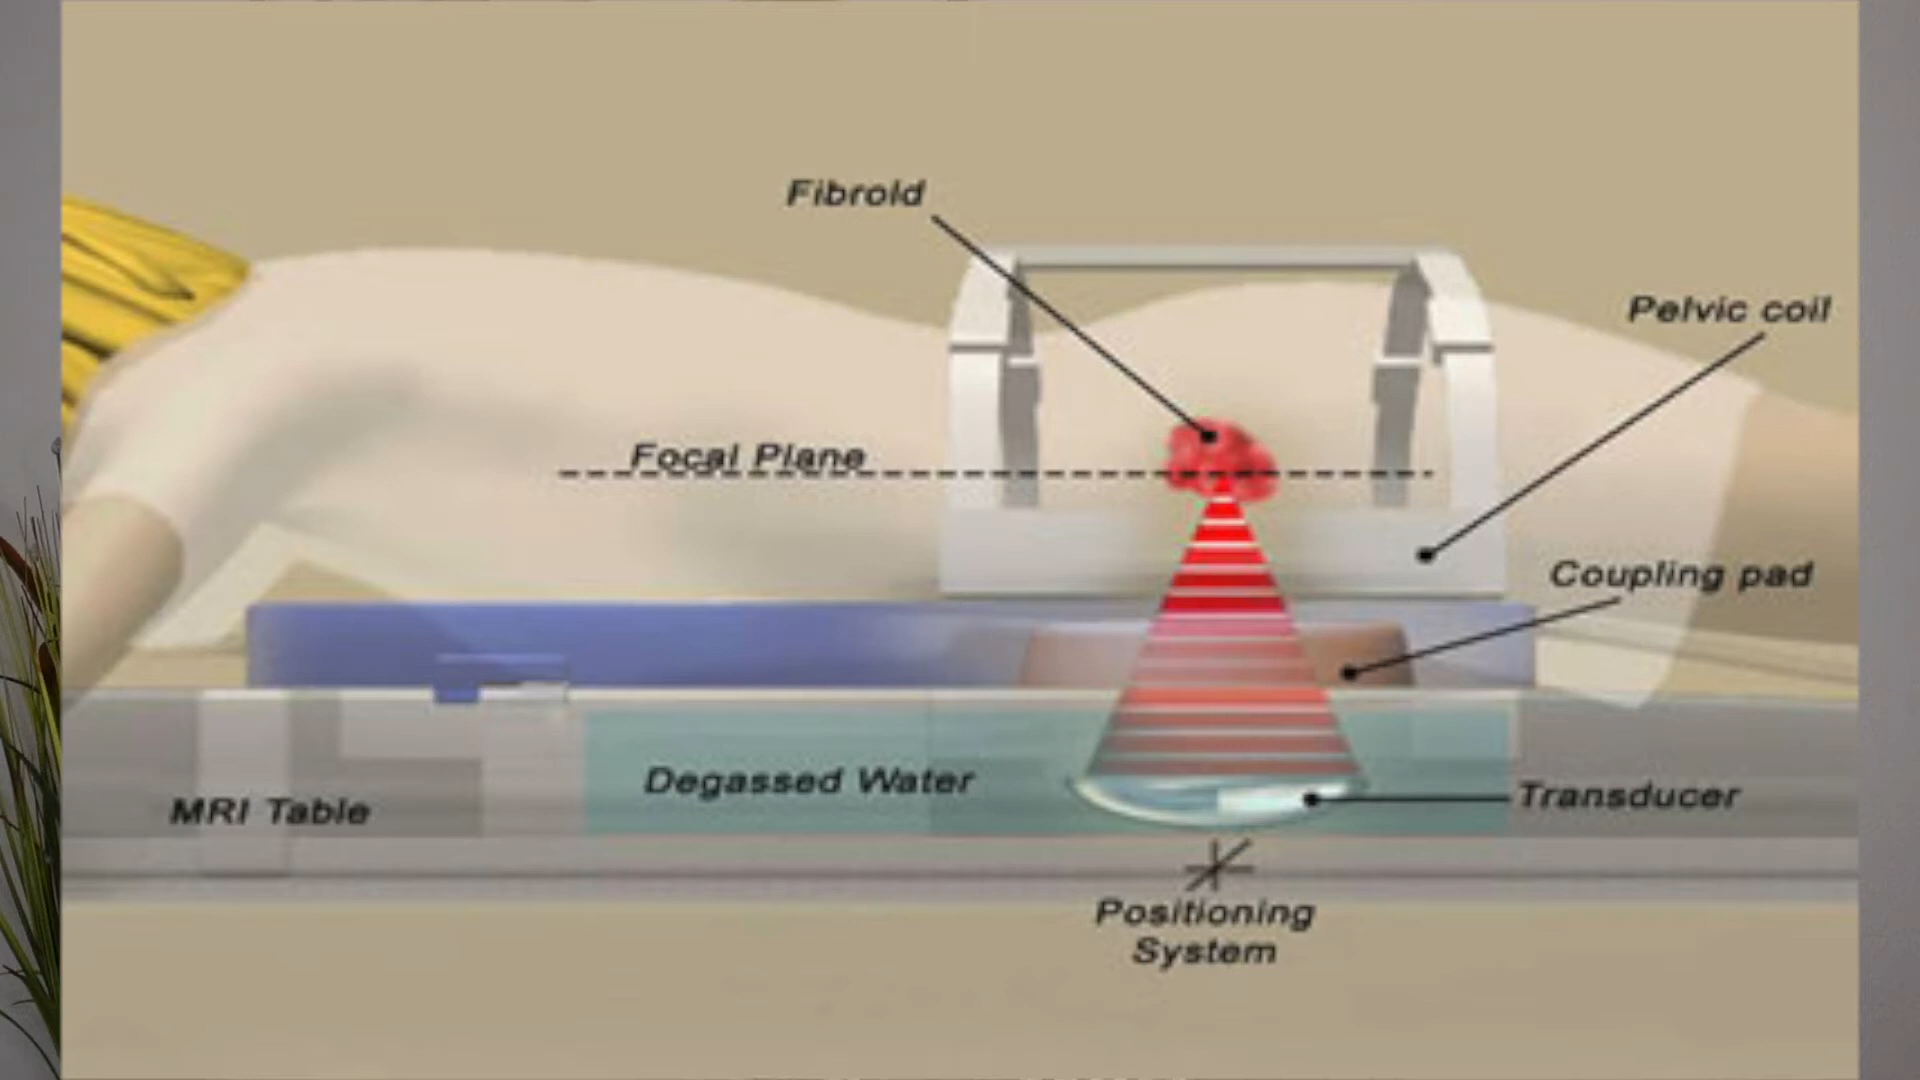 Fibroid
Pelvic coil
Focal Plane
Coupling pad
Degassed Water
MRI Table
Transducer
Positioning
System